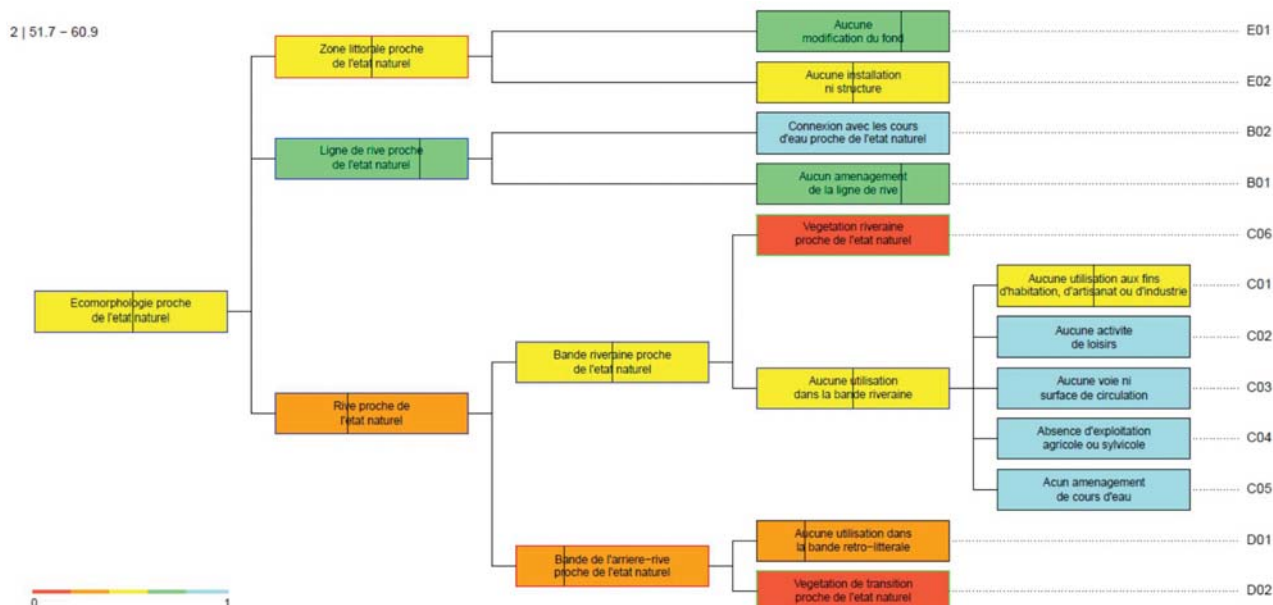 2 | 51.7 – 60.9
Zone littorale proche
de l'etat naturel
Aucune
modification du fond
E01
Aucune installation
ni structure
E02
Ligne de rive proche
de l'etat naturel
Connexion avec les cours
d'eau proche de l'etat naturel
B02
Aucun amenagement
de la ligne de rive
B01
Ecomorphologie proche
de l'etat naturel
Rive proche de
l'etat naturel
Bande riveraine proche
de l'etat naturel
Vegetation riveraine
proche de l'etat naturel
C06
Aucune utilisation
dans la bande riveraine
Aucune utilisation aux fins
d'habitation, d'artisanat ou d'industrie
C01
Aucune activite
de loisirs
C02
Aucune voie ni
surface de circulation
C03
Absence d'exploitation
agricole ou sylvicole
C04
Acun amenagement
de cours d'eau
C05
Bande de l'arriere–rive
proche de l'etat naturel
Aucune utilisation dans
la bande retro–litterale
D01
Vegetation de transition
proche de l'etat naturel
D02
0 1